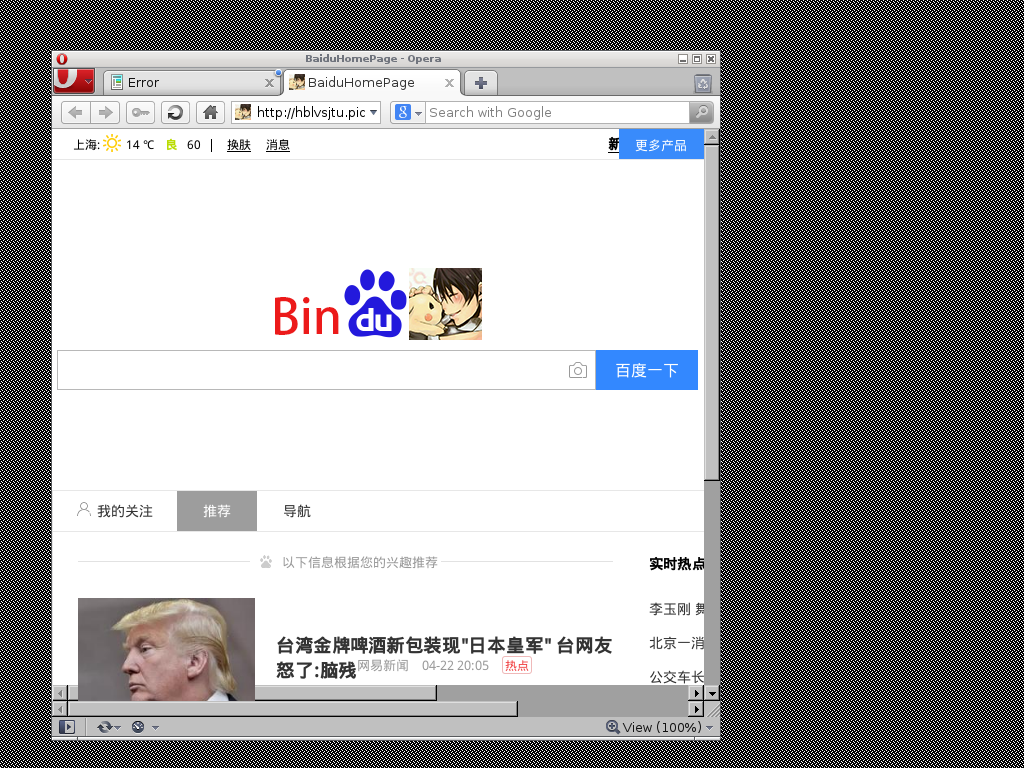 BaiduHomePage - Opera
Error
BaiduHomePage
http://hblvsjtu.pic
Search with Google
上海: 14 ℃ 良 60 | 换肤 消息
新
更多产品
Bin du
百度一下
我的关注 推荐 导航
以下信息根据您的兴趣推荐
实时热点
李玉刚
北京一消
公交车长
台湾金牌啤酒新包装现"日本皇军" 台网友
怒了:脑残
网易新闻 04-22 20:05 热点
View (100%)